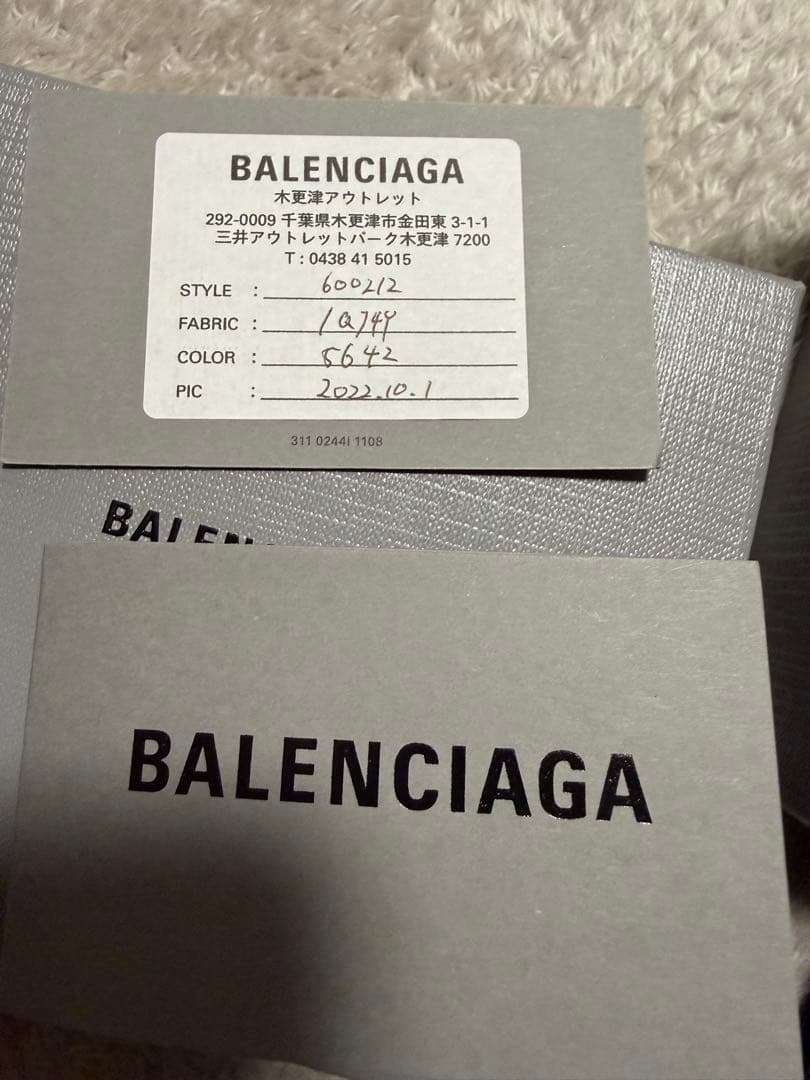 BALENCIAGA
木更津アウトレット
292-0009 千葉県木更津市金田東 3-1-1
三井アウトレットパーク木更津 7200
T : 0438 41 5015
STYLE : 600212
FABRIC : 1Q74Y
COLOR : 5642
PIC : 2022.10.1
311 0244I 1108
BALEN
BALENCIAGA